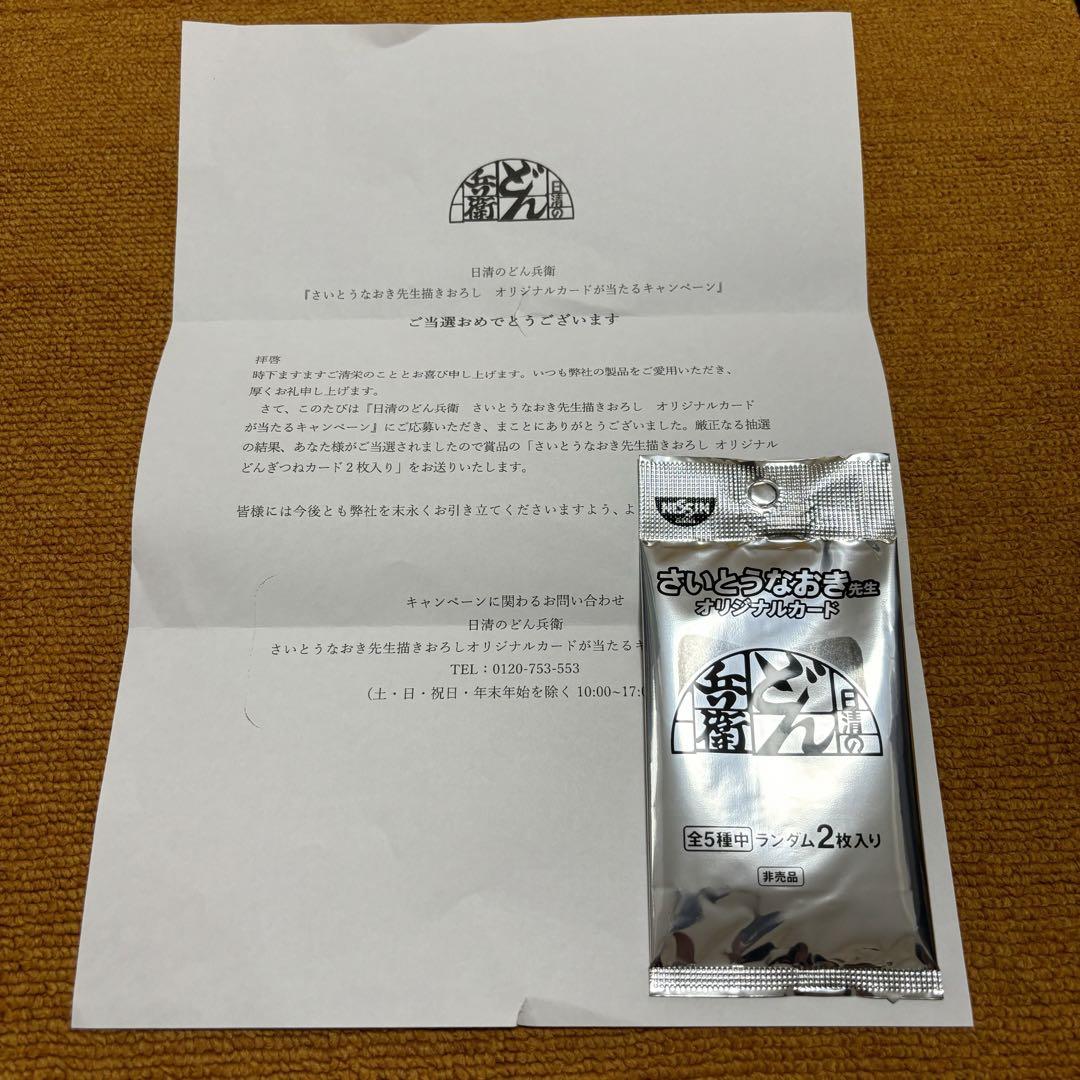 日清のどん兵衛
日清のどん兵衛
『さいとうなおき先生描きおろし　オリジナルカードが当たるキャンペーン』
ご当選おめでとうございます
拝啓
時下ますますご清栄のこととお喜び申し上げます。いつも弊社の製品をご愛用いただき、
厚くお礼申し上げます。
さて、このたびは『日清のどん兵衛　さいとうなおき先生描きおろし　オリジナルカード
が当たるキャンペーン』にご応募いただき、まことにありがとうございました。厳正なる抽選
の結果、あなた様がご当選されましたので賞品の「さいとうなおき先生描きおろし オリジナル
どんぎつねカード２枚入り」をお送りいたします。
皆様には今後とも弊社を末永くお引き立てくださいますよう、よ
キャンペーンに関わるお問い合わせ
日清のどん兵衛
さいとうなおき先生描きおろしオリジナルカードが当たるキ
TEL：0120-753-553
（土・日・祝日・年末年始を除く 10:00~17:0
NISSIN
さいとうなおき先生
オリジナルカード
日清のどん兵衛
全5種中 ランダム2枚入り
非売品